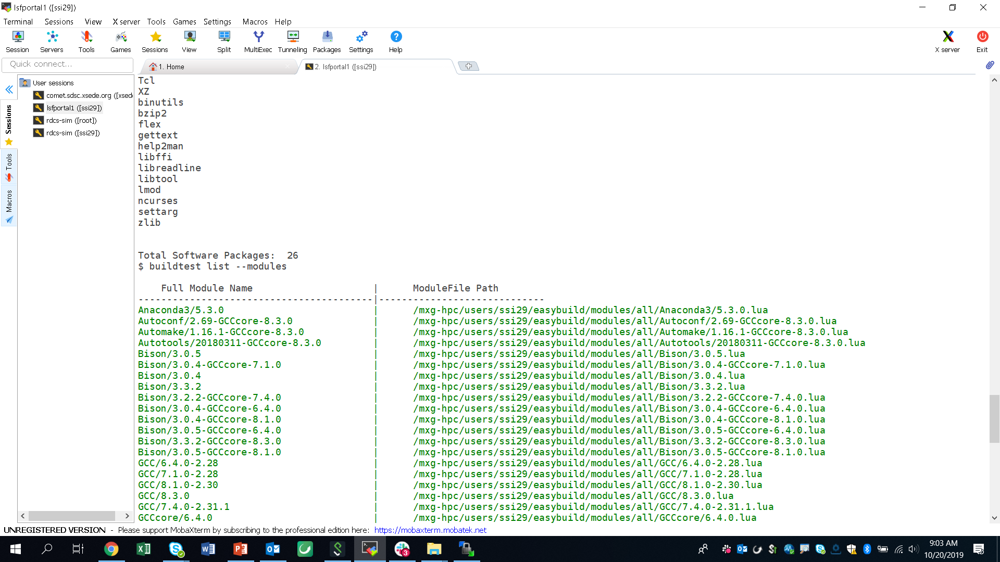 lsfportal1 ([ssi29])
Terminal Sessions View X server Tools Games Settings Macros Help
Session Servers Tools Games Sessions View Split MultiExec Tunneling Packages Settings Help X server Exit
Quick connect...
1. Home
2. lsfportal1 ([ssi29])
User sessions
comet.sdsc.xsede.org ([xsed
lsfportal1 ([ssi29])
rdcs-sim ([root])
rdcs-sim ([ssi29])
Sessions
Tools
Macros
Tcl
XZ
binutils
bzip2
flex
gettext
help2man
libffi
libreadline
libtool
lmod
ncurses
settarg
zlib
Total Software Packages: 26
$ buildtest list --modules
Full Module Name | ModuleFile Path
-----------------------------------------|-----------------------------
Anaconda3/5.3.0 | /mxg-hpc/users/ssi29/easybuild/modules/all/Anaconda3/5.3.0.lua
Autoconf/2.69-GCCcore-8.3.0 | /mxg-hpc/users/ssi29/easybuild/modules/all/Autoconf/2.69-GCCcore-8.3.0.lua
Automake/1.16.1-GCCcore-8.3.0 | /mxg-hpc/users/ssi29/easybuild/modules/all/Automake/1.16.1-GCCcore-8.3.0.lua
Autotools/20180311-GCCcore-8.3.0 | /mxg-hpc/users/ssi29/easybuild/modules/all/Autotools/20180311-GCCcore-8.3.0.lua
Bison/3.0.5 | /mxg-hpc/users/ssi29/easybuild/modules/all/Bison/3.0.5.lua
Bison/3.0.4-GCCcore-7.1.0 | /mxg-hpc/users/ssi29/easybuild/modules/all/Bison/3.0.4-GCCcore-7.1.0.lua
Bison/3.0.4 | /mxg-hpc/users/ssi29/easybuild/modules/all/Bison/3.0.4.lua
Bison/3.3.2 | /mxg-hpc/users/ssi29/easybuild/modules/all/Bison/3.3.2.lua
Bison/3.2.2-GCCcore-7.4.0 | /mxg-hpc/users/ssi29/easybuild/modules/all/Bison/3.2.2-GCCcore-7.4.0.lua
Bison/3.0.4-GCCcore-6.4.0 | /mxg-hpc/users/ssi29/easybuild/modules/all/Bison/3.0.4-GCCcore-6.4.0.lua
Bison/3.0.4-GCCcore-8.1.0 | /mxg-hpc/users/ssi29/easybuild/modules/all/Bison/3.0.4-GCCcore-8.1.0.lua
Bison/3.0.5-GCCcore-6.4.0 | /mxg-hpc/users/ssi29/easybuild/modules/all/Bison/3.0.5-GCCcore-6.4.0.lua
Bison/3.3.2-GCCcore-8.3.0 | /mxg-hpc/users/ssi29/easybuild/modules/all/Bison/3.3.2-GCCcore-8.3.0.lua
Bison/3.0.5-GCCcore-8.1.0 | /mxg-hpc/users/ssi29/easybuild/modules/all/Bison/3.0.5-GCCcore-8.1.0.lua
GCC/6.4.0-2.28 | /mxg-hpc/users/ssi29/easybuild/modules/all/GCC/6.4.0-2.28.lua
GCC/7.1.0-2.28 | /mxg-hpc/users/ssi29/easybuild/modules/all/GCC/7.1.0-2.28.lua
GCC/8.1.0-2.30 | /mxg-hpc/users/ssi29/easybuild/modules/all/GCC/8.1.0-2.30.lua
GCC/8.3.0 | /mxg-hpc/users/ssi29/easybuild/modules/all/GCC/8.3.0.lua
GCC/7.4.0-2.31.1 | /mxg-hpc/users/ssi29/easybuild/modules/all/GCC/7.4.0-2.31.1.lua
GCCcore/6.4.0 | /mxg-hpc/users/ssi29/easybuild/modules/all/GCCcore/6.4.0.lua
UNREGISTERED VERSION - Please support MobaXterm by subscribing to the professional edition here: https://mobaxterm.mobatek.net
9:03 AM
10/20/2019